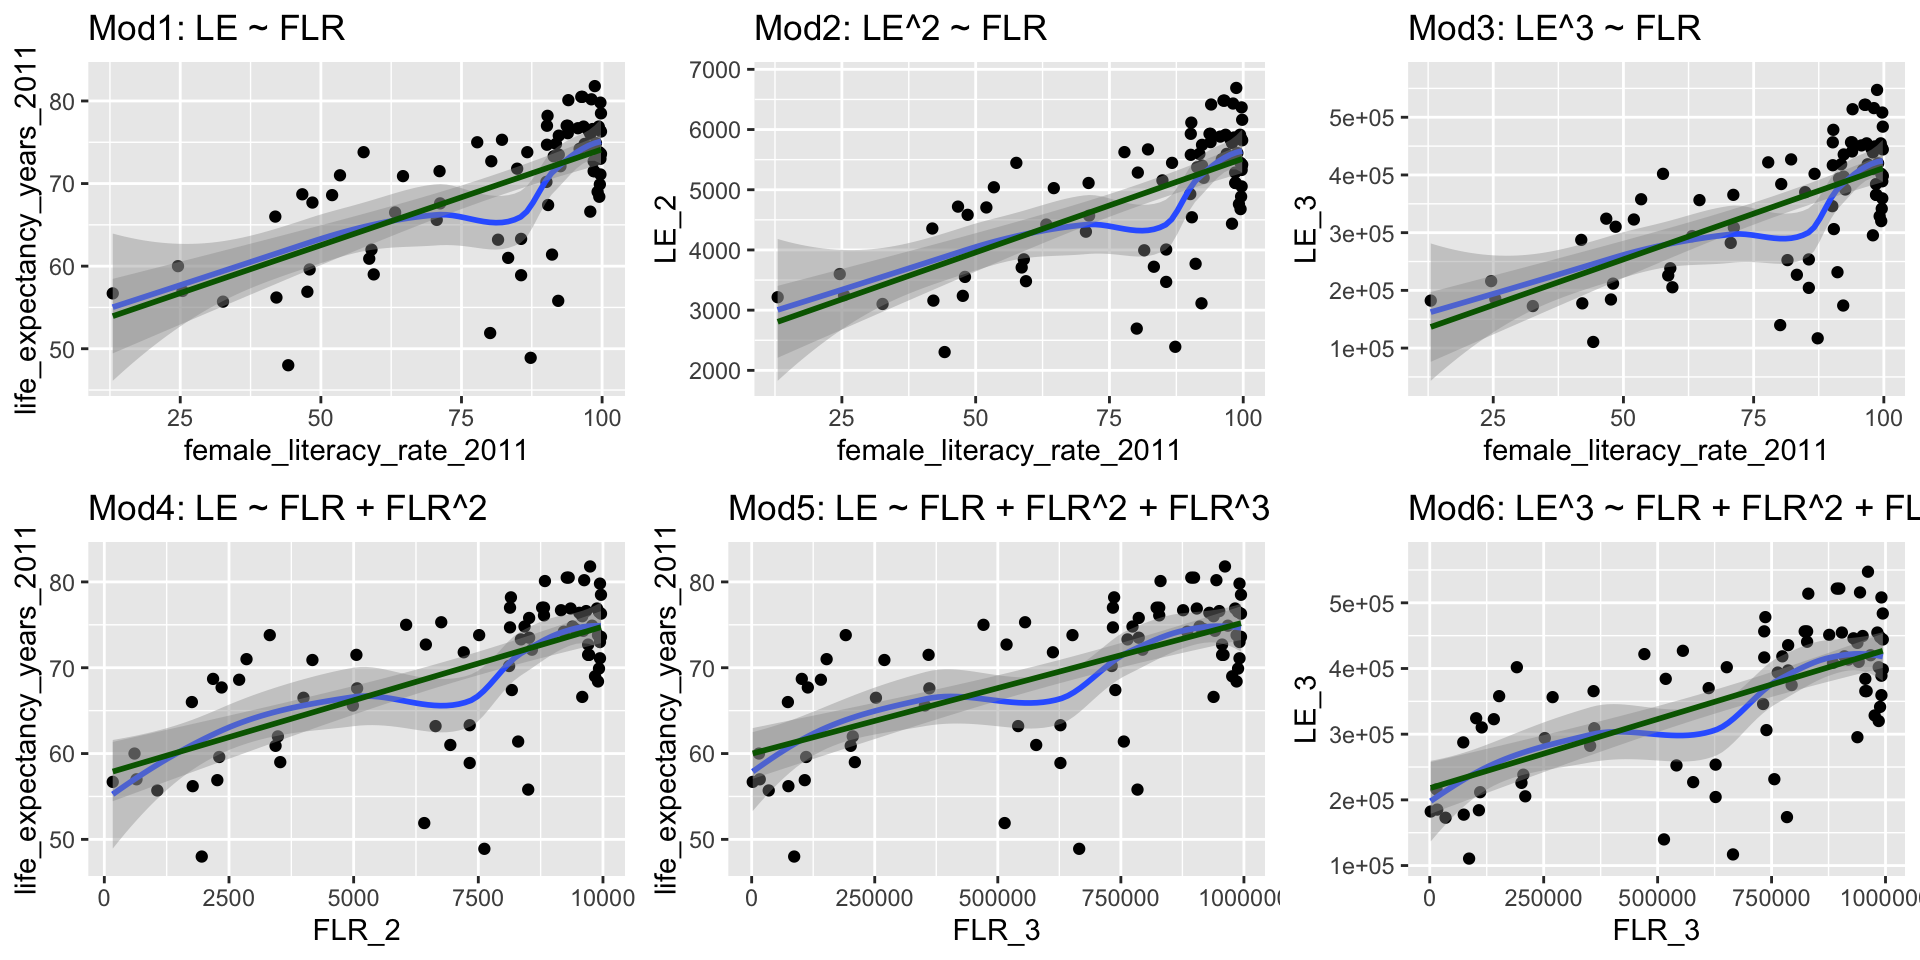 Mod1: LE ~ FLR
life_expectancy_years_2011
80
70
60
50
25 50 75 100
female_literacy_rate_2011
Mod2: LE^2 ~ FLR
LE_2
7000
6000
5000
4000
3000
2000
25 50 75 100
female_literacy_rate_2011
Mod3: LE^3 ~ FLR
LE_3
5e+05
4e+05
3e+05
2e+05
1e+05
25 50 75 100
female_literacy_rate_2011
Mod4: LE ~ FLR + FLR^2
life_expectancy_years_2011
80
70
60
50
0 2500 5000 7500 10000
FLR_2
Mod5: LE ~ FLR + FLR^2 + FLR^3
life_expectancy_years_2011
80
70
60
50
0 250000 500000 750000 1000000
FLR_3
Mod6: LE^3 ~ FLR + FLR^2 + FL
LE_3
5e+05
4e+05
3e+05
2e+05
1e+05
0 250000 500000 750000 1000000
FLR_3